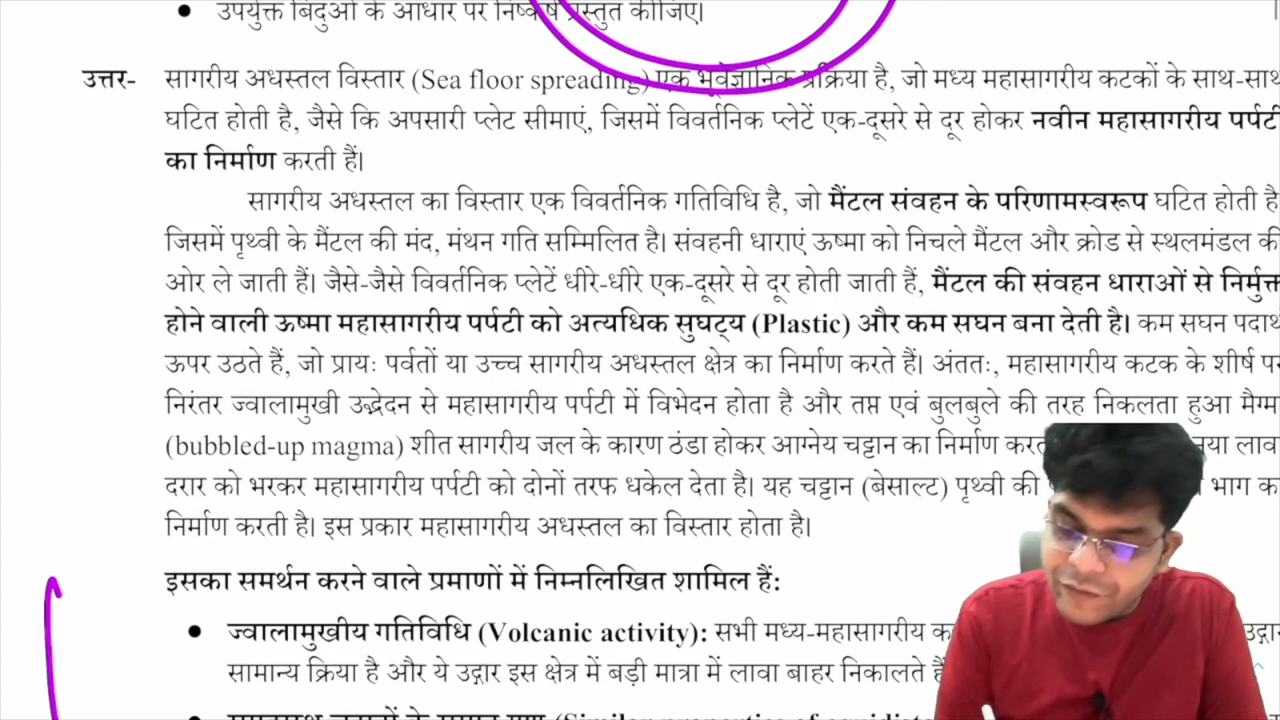 • उपर्युक्त बिंदुओं के आधार पर निष्कर्ष प्रस्तुत कीजिए।
उत्तर- सागरीय अधस्तल विस्तार (Sea floor spreading) एक भूवैज्ञानिक प्रक्रिया है, जो मध्य महासागरीय कटकों के साथ-साथ
घटित होती है, जैसे कि अपसारी प्लेट सीमाएं, जिसमें विवर्तनिक प्लेटें एक-दूसरे से दूर होकर नवीन महासागरीय पर्पटी
का निर्माण करती हैं।
सागरीय अधस्तल का विस्तार एक विवर्तनिक गतिविधि है, जो मैंटल संवहन के परिणामस्वरूप घटित होती है
जिसमें पृथ्वी के मैंटल की मंद, मंथन गति सम्मिलित है। संवहनी धाराएं ऊष्मा को निचले मैंटल और क्रोड से स्थलमंडल की
ओर ले जाती हैं। जैसे-जैसे विवर्तनिक प्लेटें धीरे-धीरे एक-दूसरे से दूर होती जाती हैं, मैंटल की संवहन धाराओं से निर्मुक्त
होने वाली ऊष्मा महासागरीय पर्पटी को अत्यधिक सुघट्य (Plastic) और कम सघन बना देती है। कम सघन पदार्थ
ऊपर उठते हैं, जो प्रायः पर्वतों या उच्च सागरीय अधस्तल क्षेत्र का निर्माण करते हैं। अंततः, महासागरीय कटक के शीर्ष पर
निरंतर ज्वालामुखी उद्भेदन से महासागरीय पर्पटी में विभेदन होता है और तप्त एवं बुलबुले की तरह निकलता हुआ मैग्मा
(bubbled-up magma) शीत सागरीय जल के कारण ठंडा होकर आग्नेय चट्टान का निर्माण लावा
दरार को भरकर महासागरीय पर्पटी को दोनों तरफ धकेल देता है। यह चट्टान (बेसाल्ट) पृथ्वी की भाग का
निर्माण करती है। इस प्रकार महासागरीय अधस्तल का विस्तार होता है।
इसका समर्थन करने वाले प्रमाणों में निम्नलिखित शामिल हैं:
• ज्वालामुखीय गतिविधि (Volcanic activity): सभी मध्य-महासागरीय
सामान्य क्रिया है और ये उद्गार इस क्षेत्र में बड़ी मात्रा में लावा बाहर निकालते